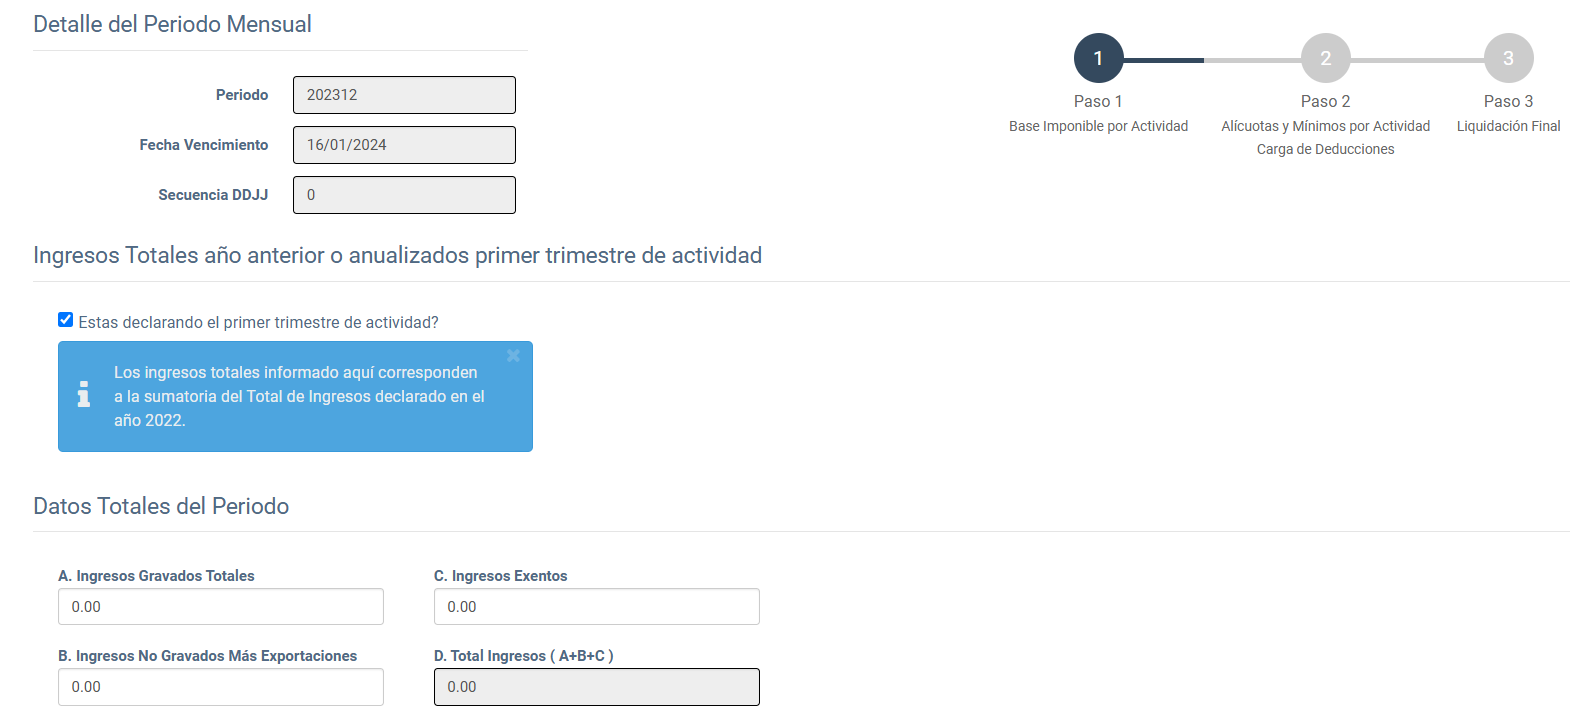 Detalle del Periodo Mensual
Periodo
202312
Fecha Vencimiento
16/01/2024
Secuencia DDJJ
0
1
2
3
Paso 1
Paso 2
Paso 3
Base Imponible por Actividad
Alícuotas y Mínimos por Actividad
Carga de Deducciones
Liquidación Final
Ingresos Totales año anterior o anualizados primer trimestre de actividad
Estas declarando el primer trimestre de actividad?
Los ingresos totales informado aquí corresponden
a la sumatoria del Total de Ingresos declarado en el
año 2022.
Datos Totales del Periodo
A. Ingresos Gravados Totales
0.00
C. Ingresos Exentos
0.00
B. Ingresos No Gravados Más Exportaciones
0.00
D. Total Ingresos ( A+B+C )
0.00